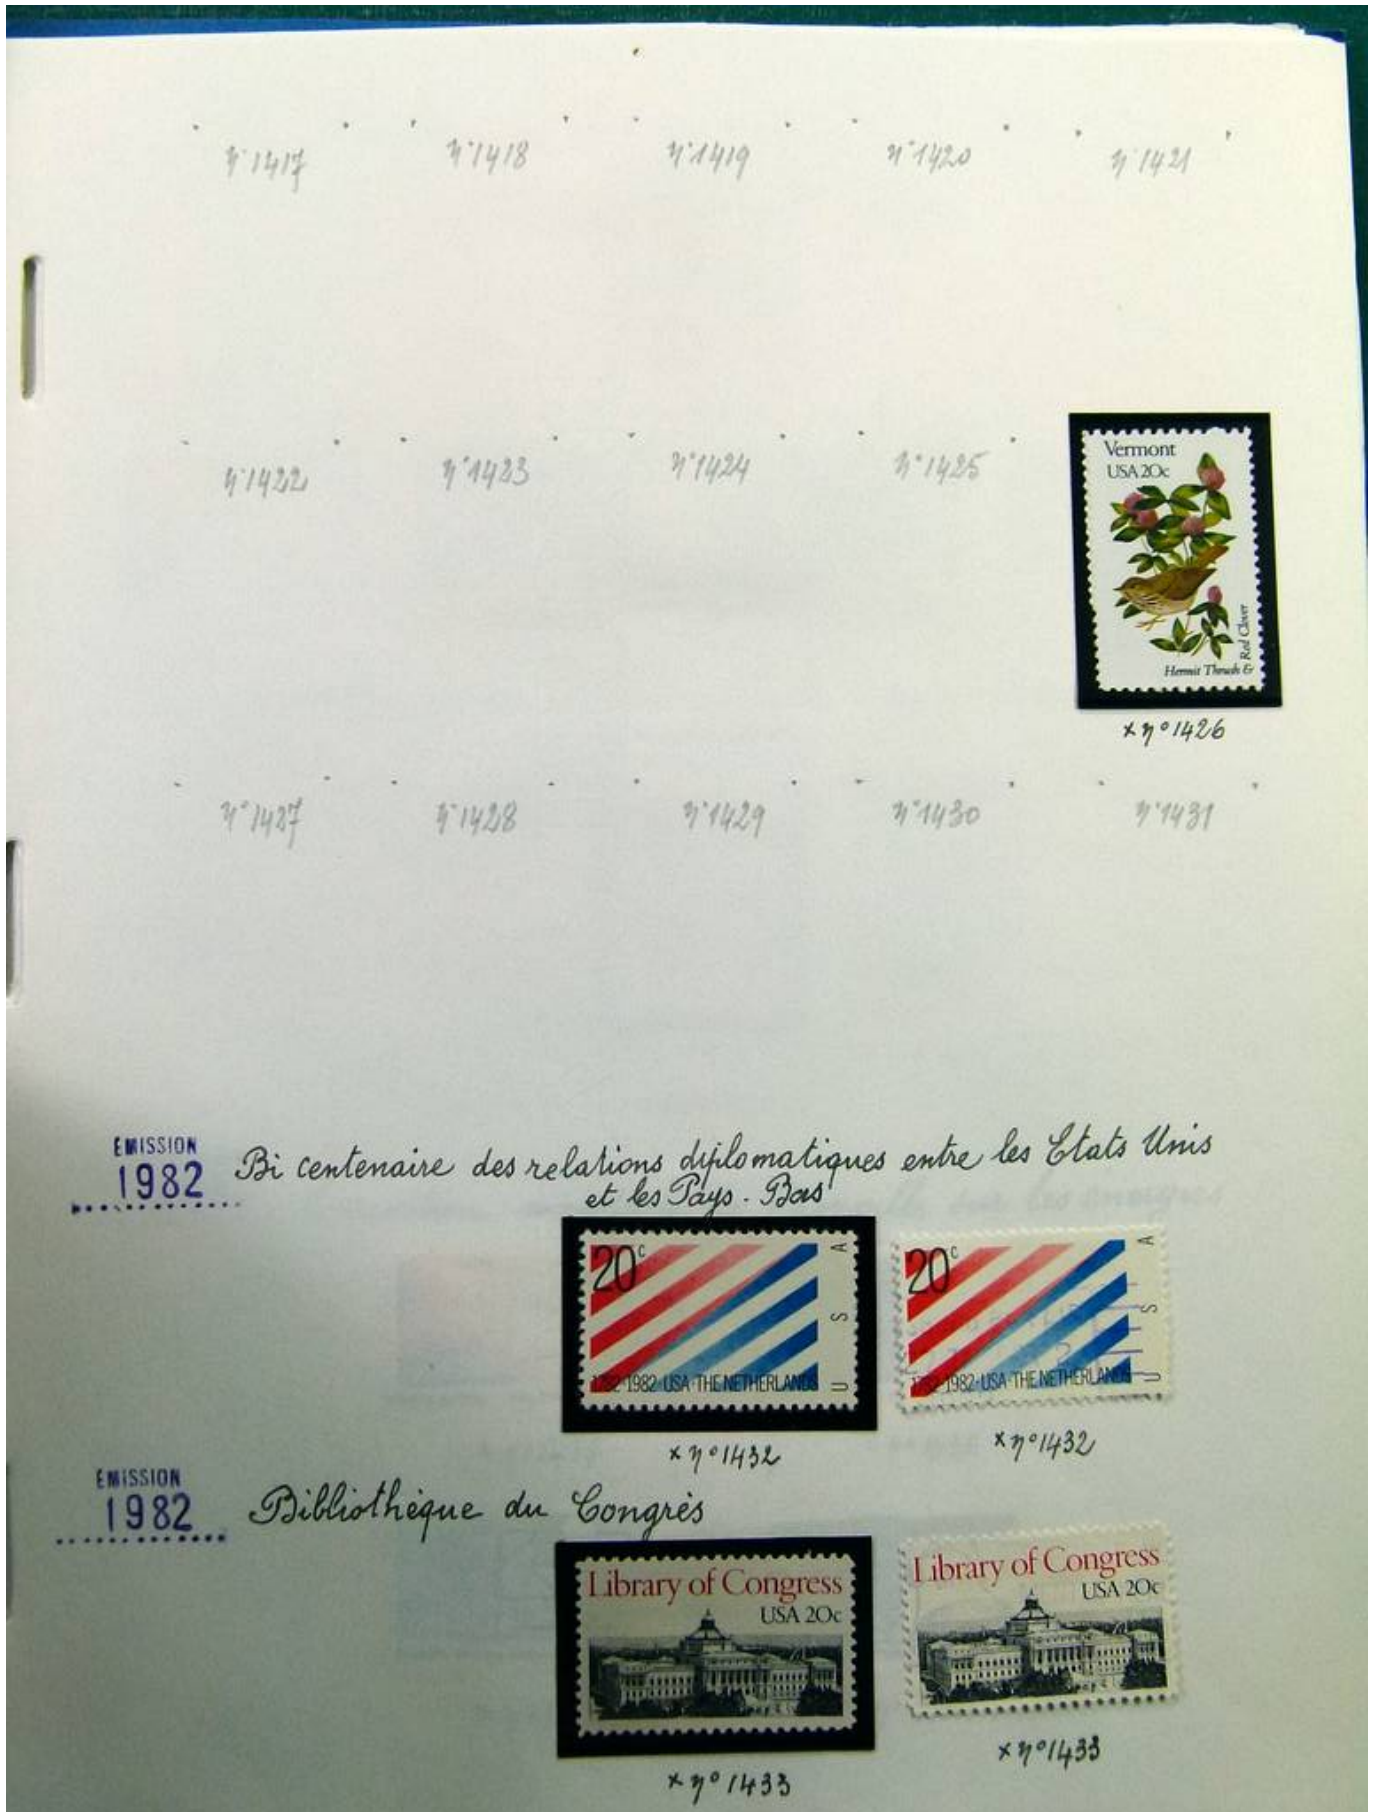 n°1417 n°1418 n°1419 n°1420 n°1421
n°1422 n°1423 n°1424 n°1425
Vermont
USA 20c
Red Clover
Hermit Thrush &
x n°1426
n°1427 n°1428 n°1429 n°1430 n°1431
EMISSION
1982
Bi centenaire des relations diplomatiques entre les Etats Unis
et les Pays-Bas
20c
USA
1782-1982·USA·THE NETHERLANDS
20c
USA
1782-1982·USA·THE NETHERLANDS
x n°1432
x n°1432
EMISSION
1982
Bibliothèque du Congrès
Library of Congress
USA 20c
Library of Congress
USA 20c
x n°1433
x n°1433